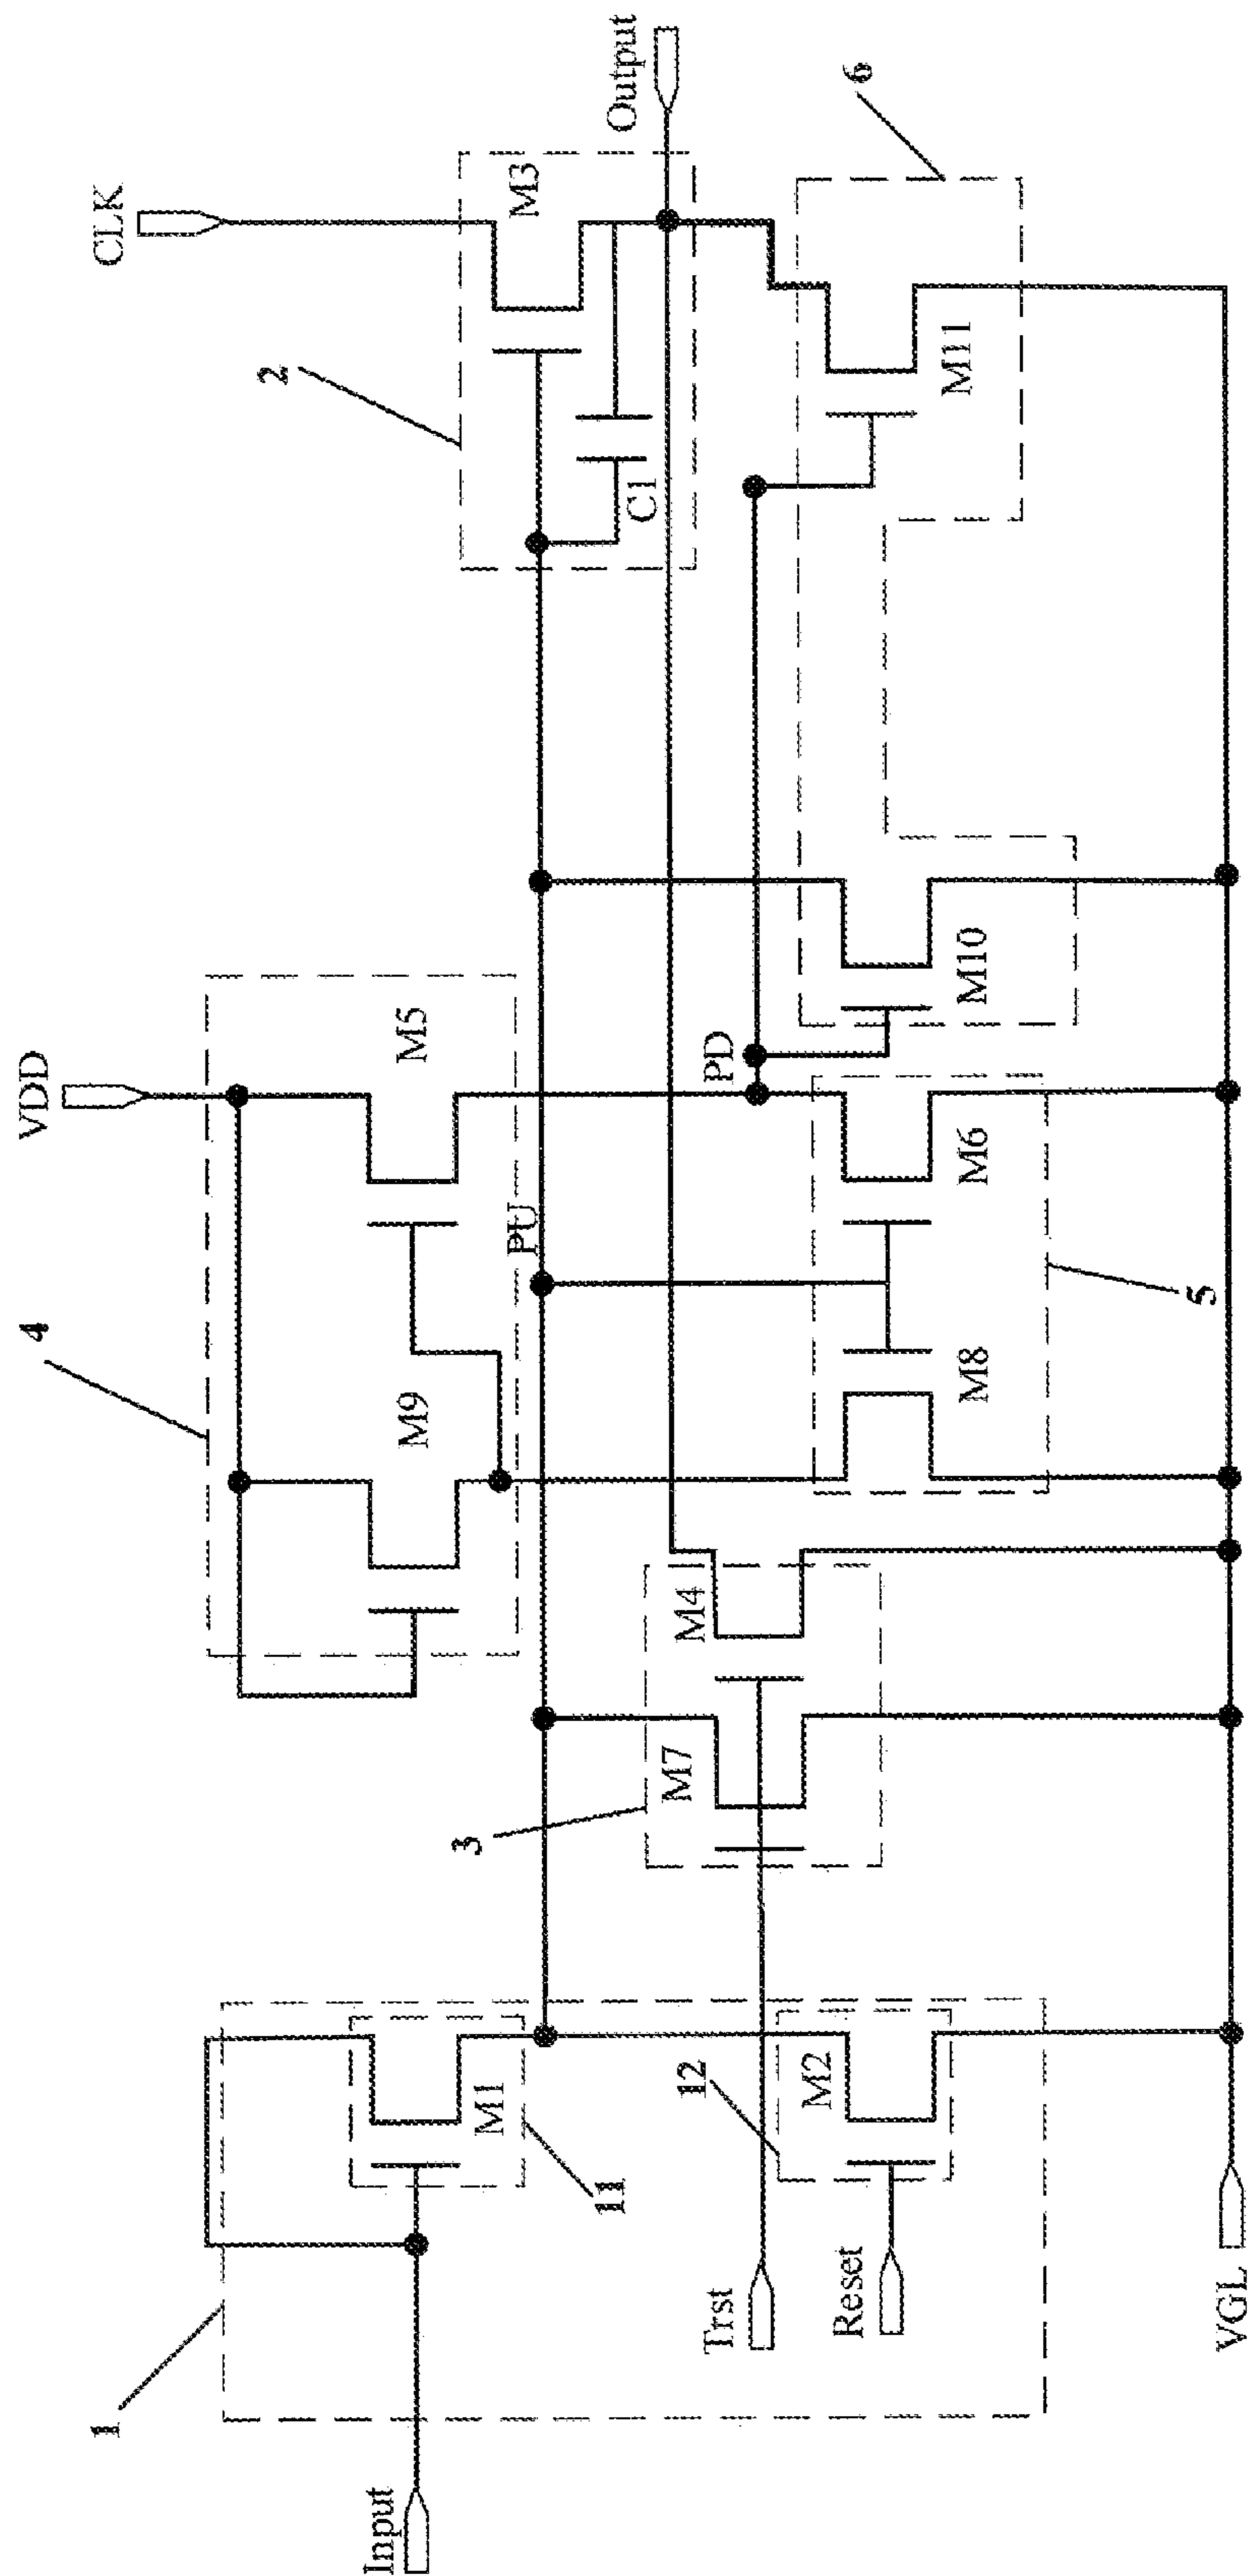 CLK
VDD
4
2
M3
Output
M9
M5
C1
6
PU
1
Input
M1
11
3
M7
M4
PD
M11
12
M2
Trst
Reset
M8
M6
M10
5
VGL